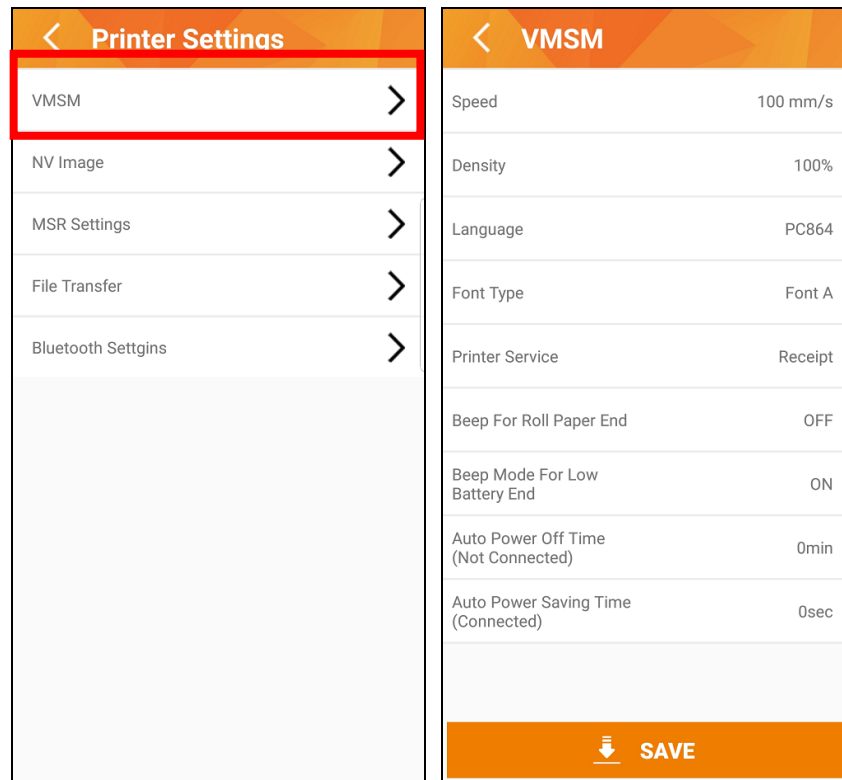 Printer Settings
VMSM
NV Image
MSR Settings
File Transfer
Bluetooth Settgins
VMSM
Speed 100 mm/s
Density 100%
Language PC864
Font Type Font A
Printer Service Receipt
Beep For Roll Paper End OFF
Beep Mode For Low
Battery End ON
Auto Power Off Time
(Not Connected) 0min
Auto Power Saving Time
(Connected) 0sec
SAVE